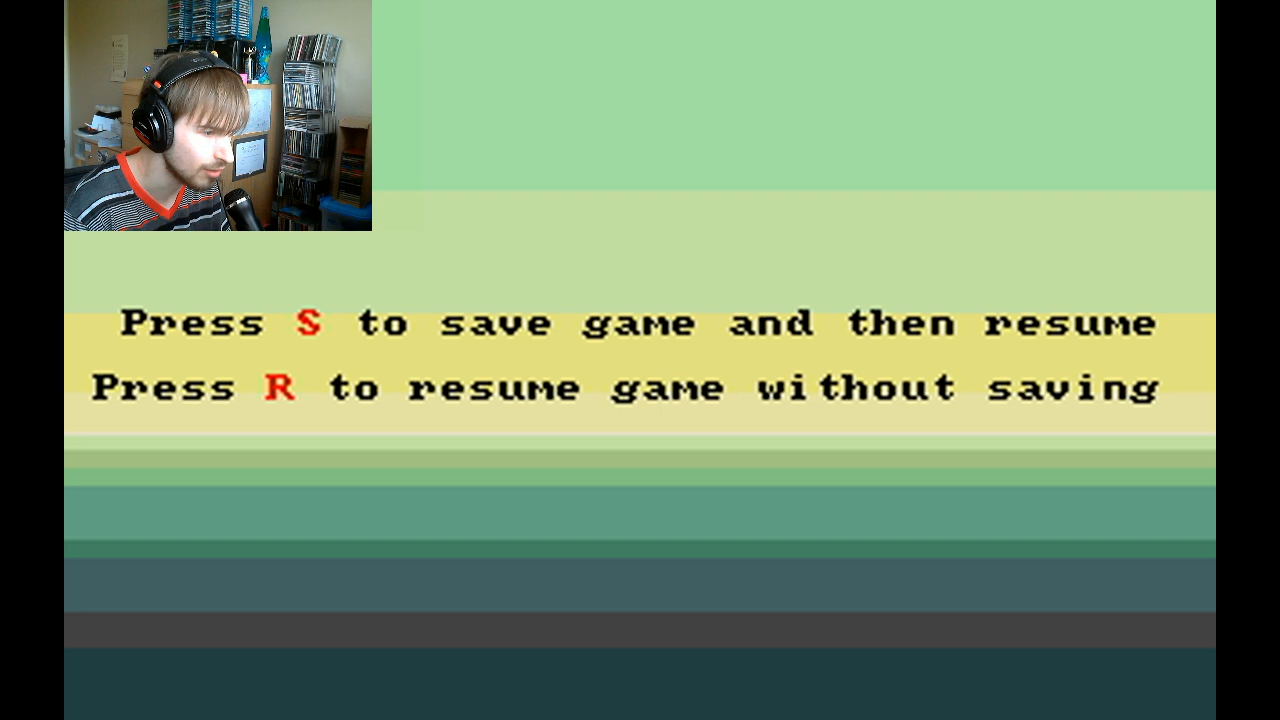 Press S to save game and then resume
Press R to resume game without saving